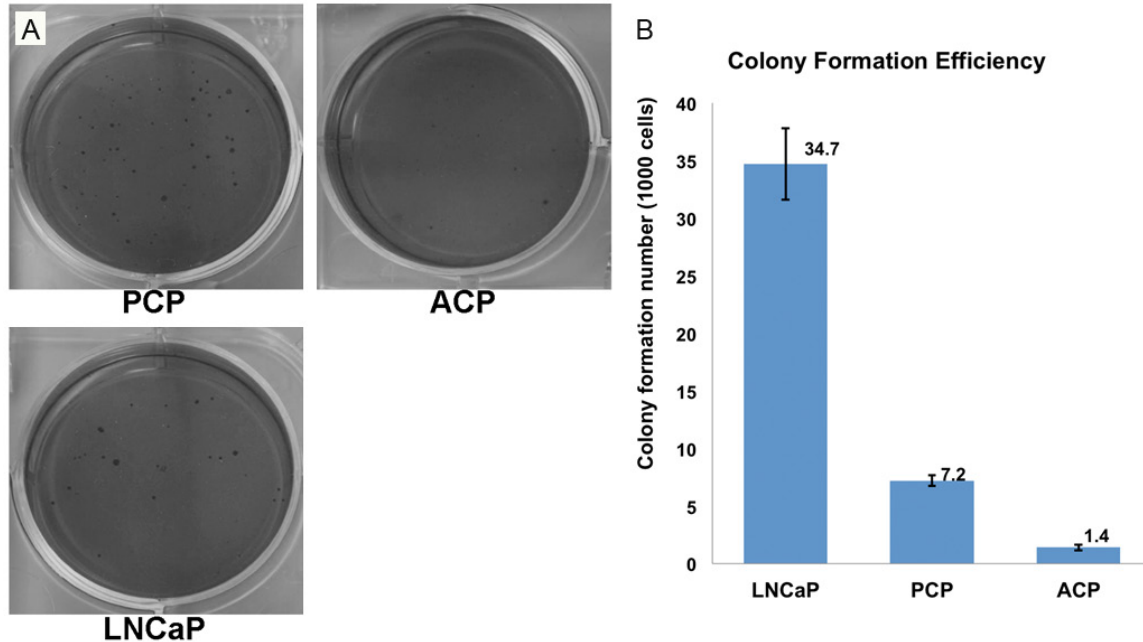 A
PCP
ACP
LNCaP
B
Colony Formation Efficiency
Colony formation number (1000 cells)
40
35
30
25
20
15
10
5
0
34.7
7.2
1.4
LNCaP
PCP
ACP